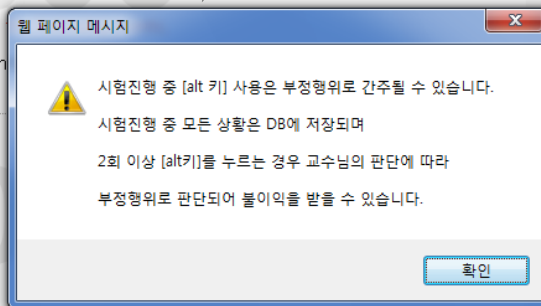 웹 페이지 메시지
시험진행 중 [alt 키] 사용은 부정행위로 간주될 수 있습니다.
시험진행 중 모든 상황은 DB에 저장되며
2회 이상 [alt키]를 누르는 경우 교수님의 판단에 따라
부정행위로 판단되어 불이익을 받을 수 있습니다.
확인